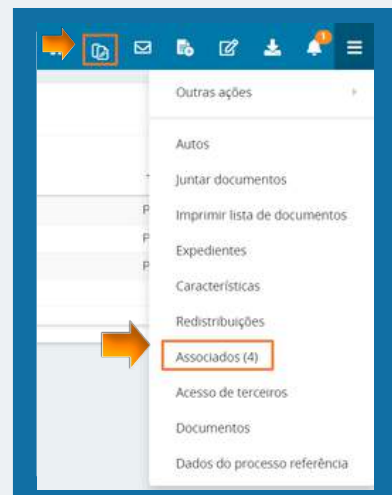 1
Outras ações
Autos
Juntar documentos
P
Imprimir lista de documentos
P
Expedientes
P
Características
Redistribuições
Associados (4)
Acesso de terceiros
Documentos
Dados do processo referência